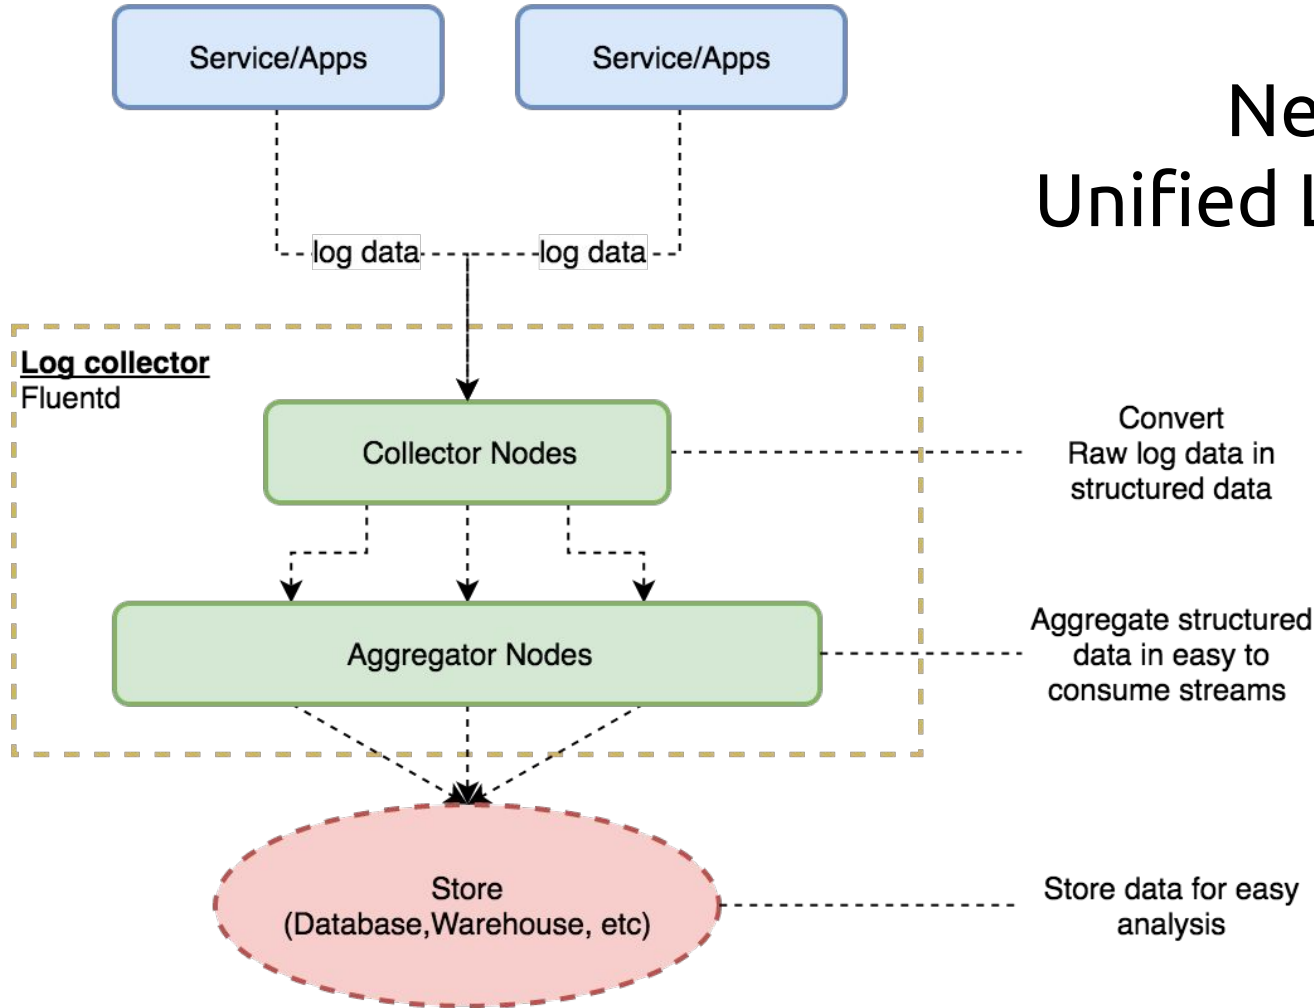 Service/Apps
Service/Apps
Unified
log data
log data
Log collector
Fluentd
Collector Nodes
Convert
Raw log data in
structured data
Aggregator Nodes
Aggregate structured
data in easy to
consume streams
Store
(Database,Warehouse, etc)
Store data for easy
analysis